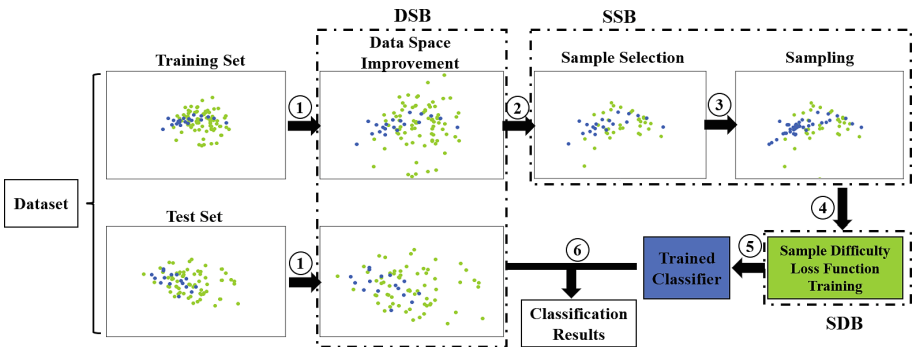 DSB
SSB
Data Space
Improvement
Training Set
Sample Selection
Sampling
1
2
3
Dataset
Test Set
4
1
6
5
Trained
Classifier
Sample Difficulty
Loss Function
Training
Classification
Results
SDB